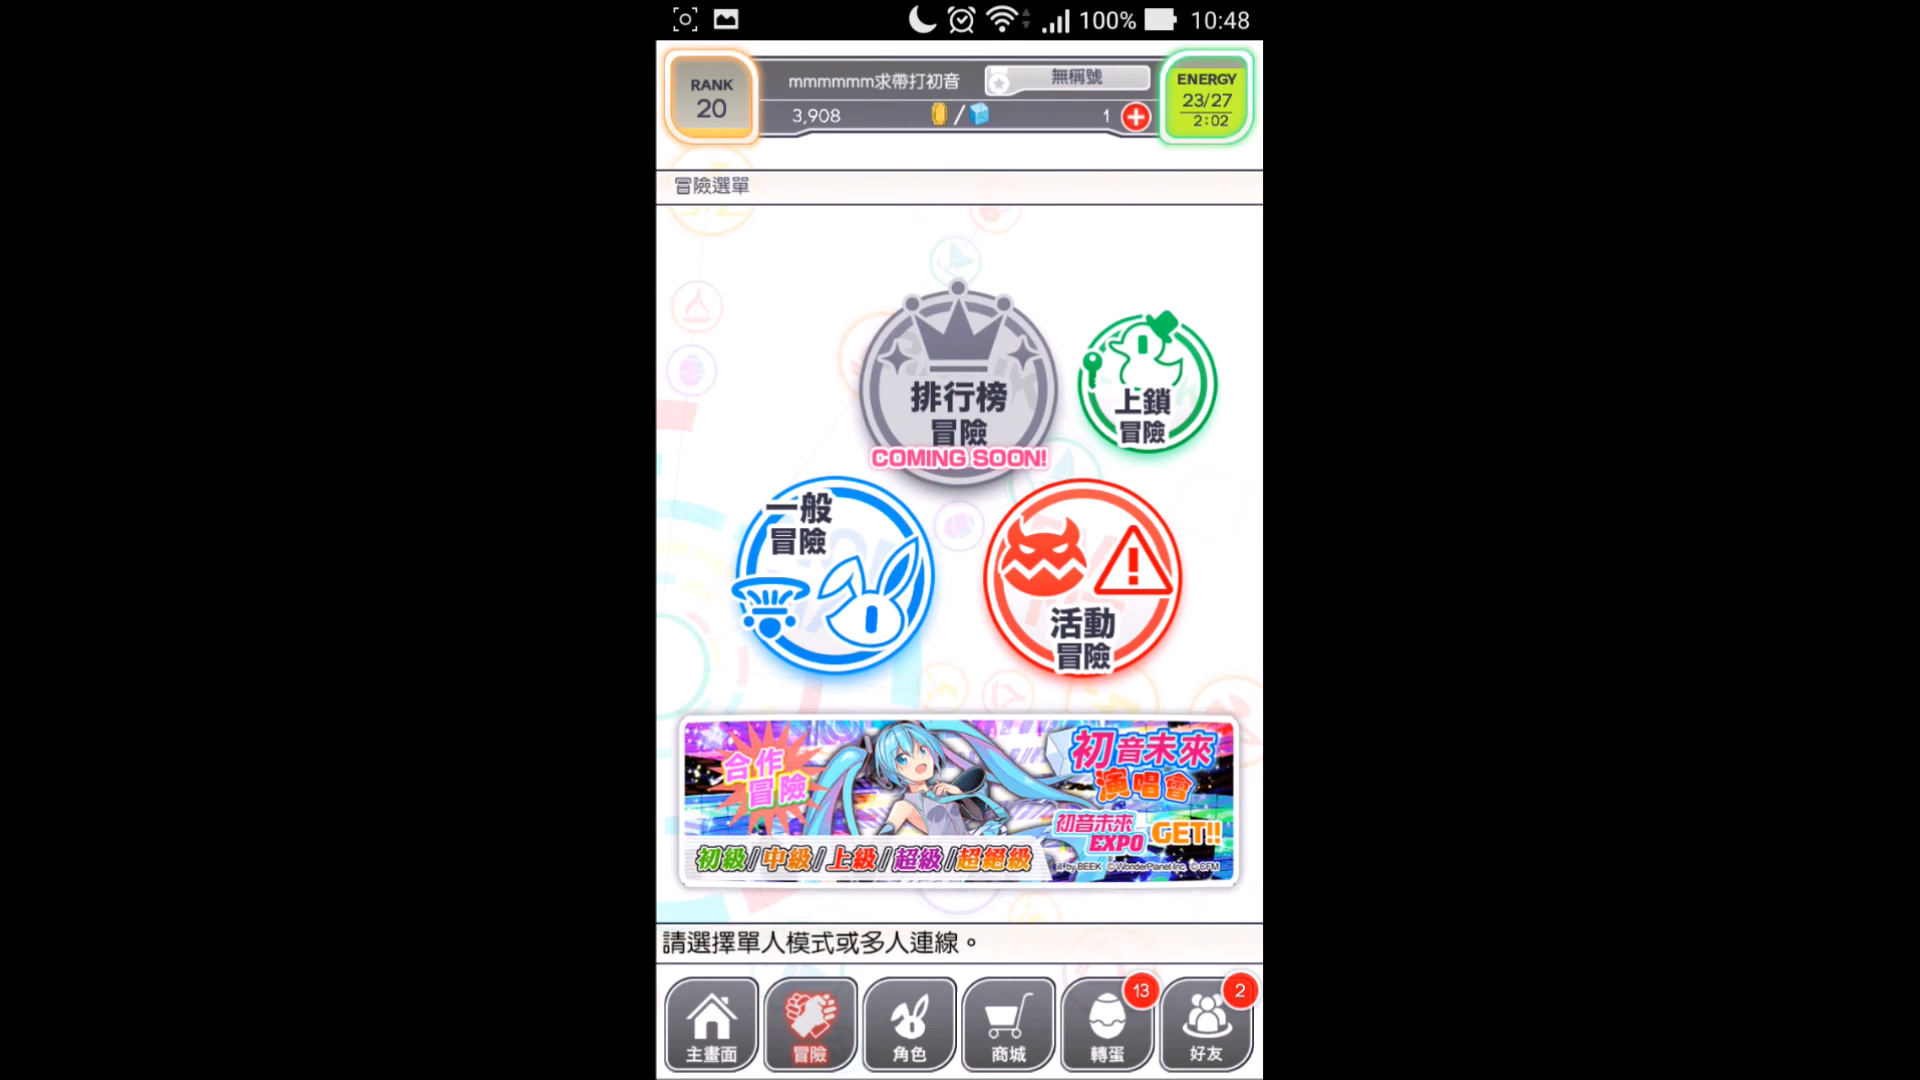 100% 10:48
RANK
20
mmmmmm求帶打初音
無稱號
3,908
/
1
ENERGY
23/27
2:02
冒險選單
排行榜
冒險
COMING SOON!
上鎖
冒險
一般
冒險
活動
冒險
合作
冒險
初音未來
演唱會
初音未來
EXPO
GET!!
初級/中級/上級/超級/超絕級
by BEEK ©WonderPlanet Inc. ©CFM
請選擇單人模式或多人連線。
主畫面
冒險
角色
商城
13
轉蛋
2
好友